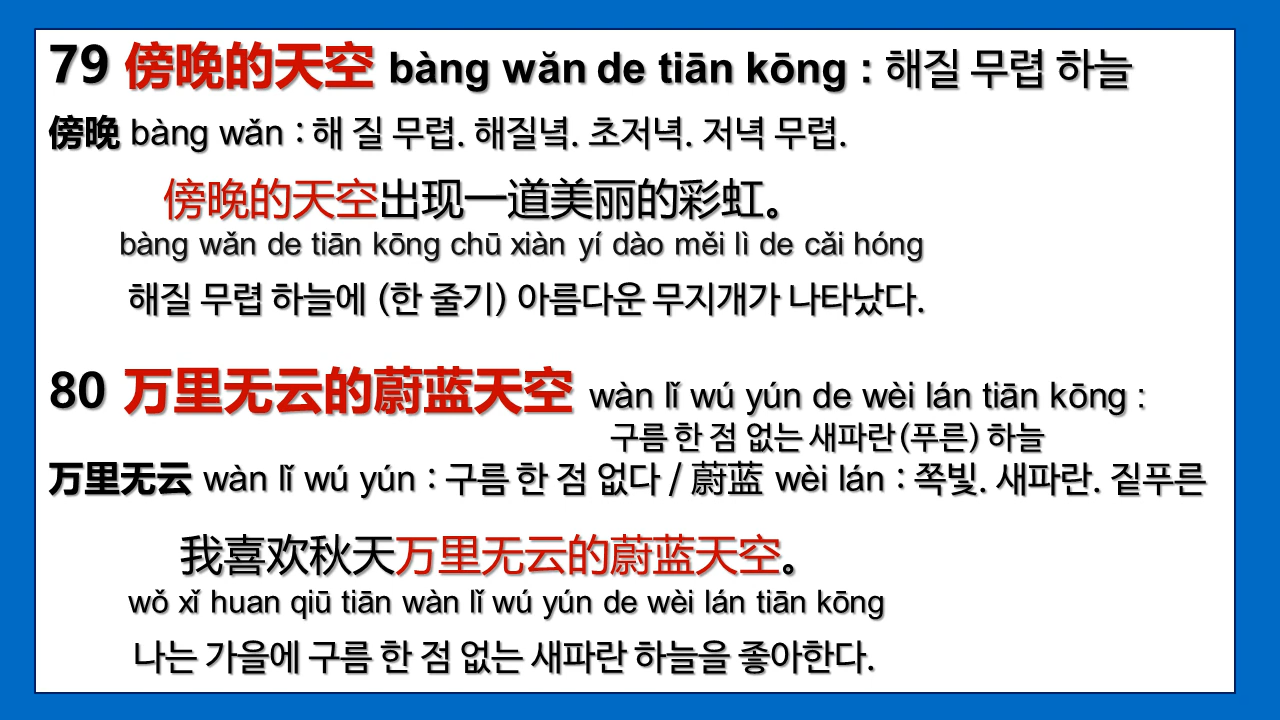 79 傍晚的天空 bàng wǎn de tiān kōng : 해질 무렵 하늘
傍晚 bàng wǎn : 해 질 무렵. 해질녘. 초저녁. 저녁 무렵.
傍晚的天空出现一道美丽的彩虹。
bàng wǎn de tiān kōng chū xiàn yí dào měi lì de cǎi hóng
해질 무렵 하늘에 (한 줄기) 아름다운 무지개가 나타났다.
80 万里无云的蔚蓝天空 wàn lǐ wú yún de wèi lán tiān kōng :
구름 한 점 없는 새파란(푸른) 하늘
万里无云 wàn lǐ wú yún : 구름 한 점 없다 / 蔚蓝 wèi lán : 쪽빛. 새파란. 짙푸른
我喜欢秋天万里无云的蔚蓝天空。
wǒ xǐ huan qiū tiān wàn lǐ wú yún de wèi lán tiān kōng
나는 가을에 구름 한 점 없는 새파란 하늘을 좋아한다.